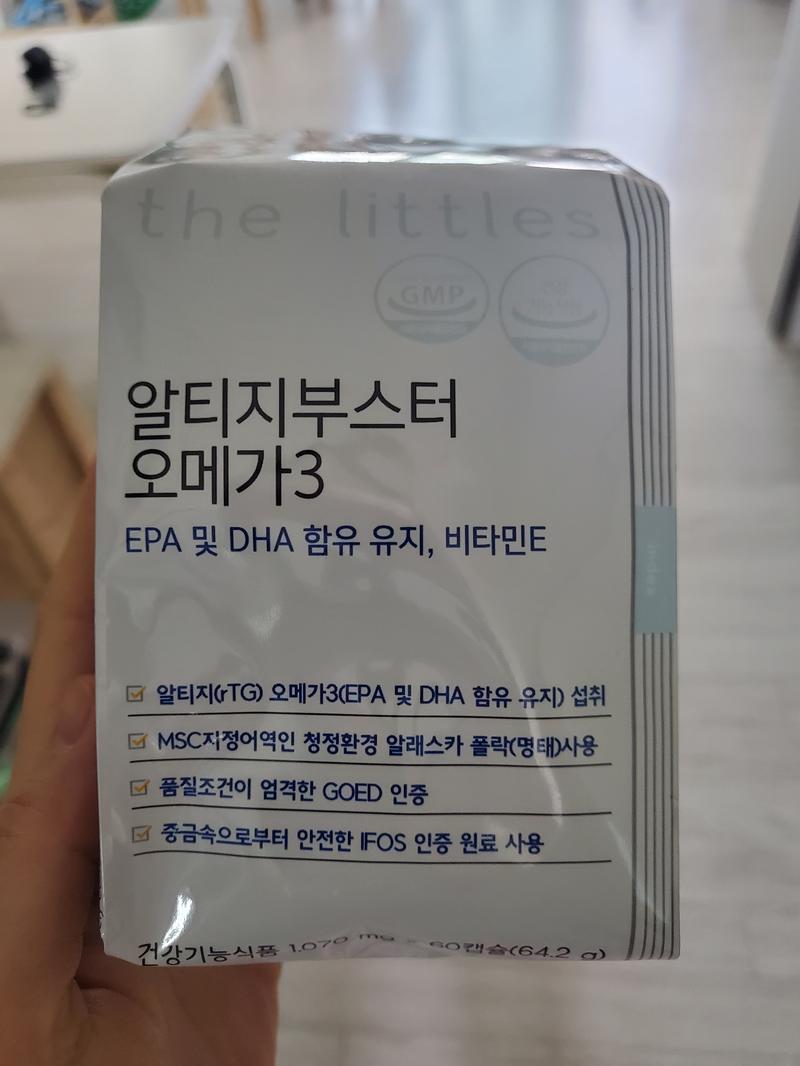 the littles
GMP
알티지부스터
오메가3
EPA 및 DHA 함유 유지, 비타민E
index
알티지(rTG) 오메가3(EPA 및 DHA 함유 유지) 섭취
MSC지정어역인 청정환경 알래스카 폴락(명태)사용
품질조건이 엄격한 GOED 인증
중금속으로부터 안전한 IFOS 인증 원료 사용
건강기능식품 1,070 mg × 60캡슐(64.2 g)